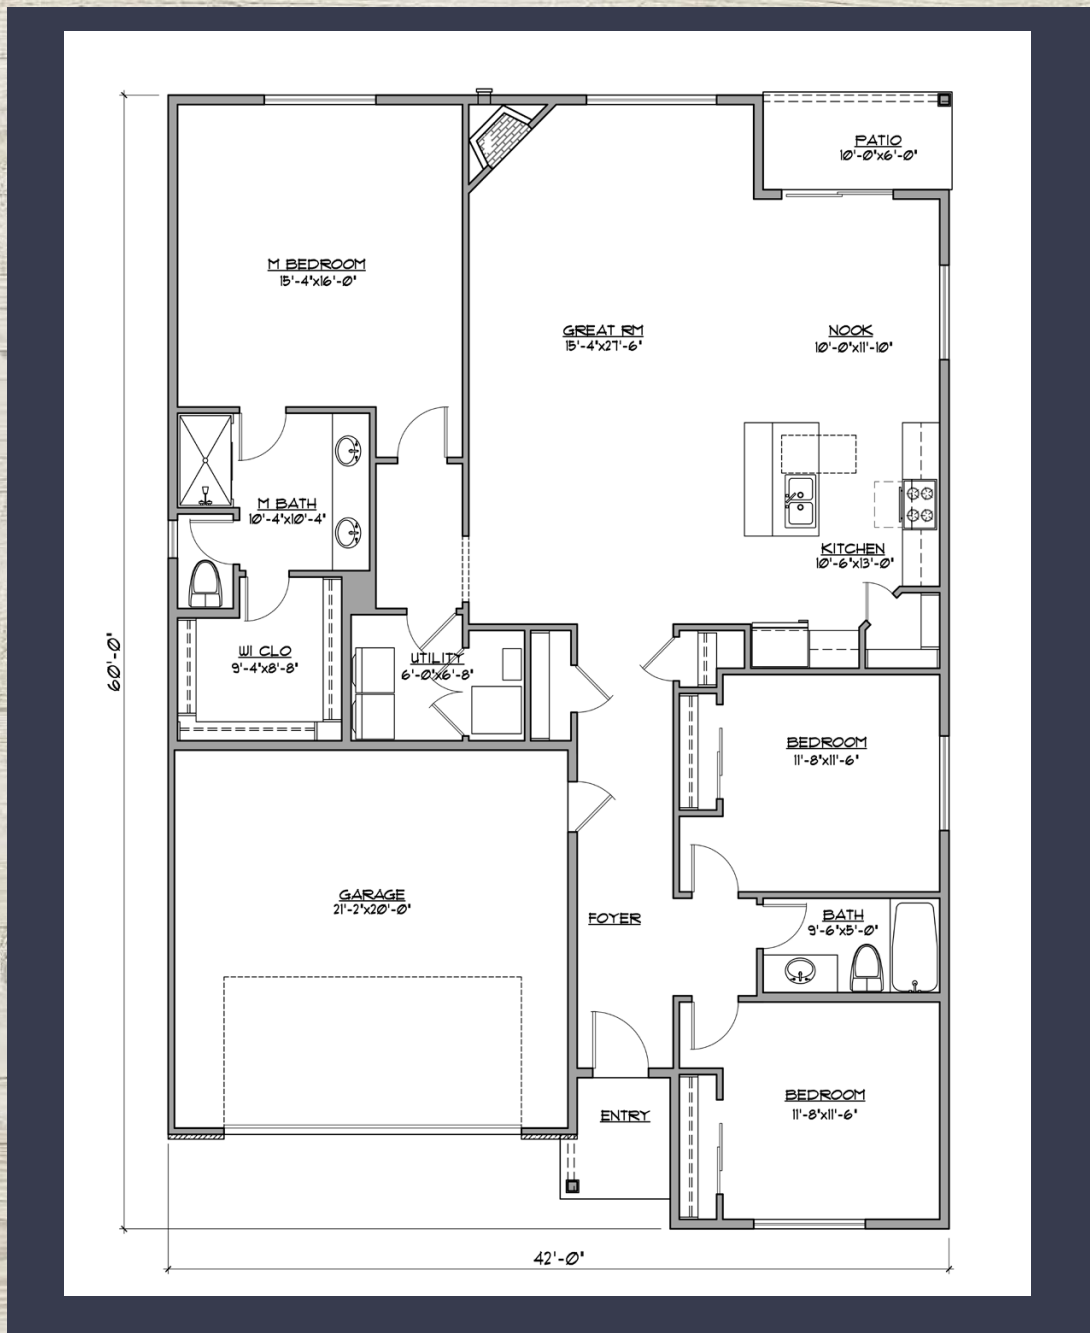 PATIO
10'-0"x6'-0"
M BEDROOM
15'-4"x16'-0"
GREAT RM
15'-4"x27'-6"
NOOK
10'-0"x11'-10"
M BATH
10'-4"x10'-4"
KITCHEN
10'-6"x13'-0"
WI CLO
9'-4"x8'-8"
UTILITY
6'-0"x6'-8"
60'-0"
BEDROOM
11'-8"x11'-6"
GARAGE
21'-2"x20'-0"
FOYER
BATH
9'-6"x5'-0"
ENTRY
BEDROOM
11'-8"x11'-6"
42'-0"